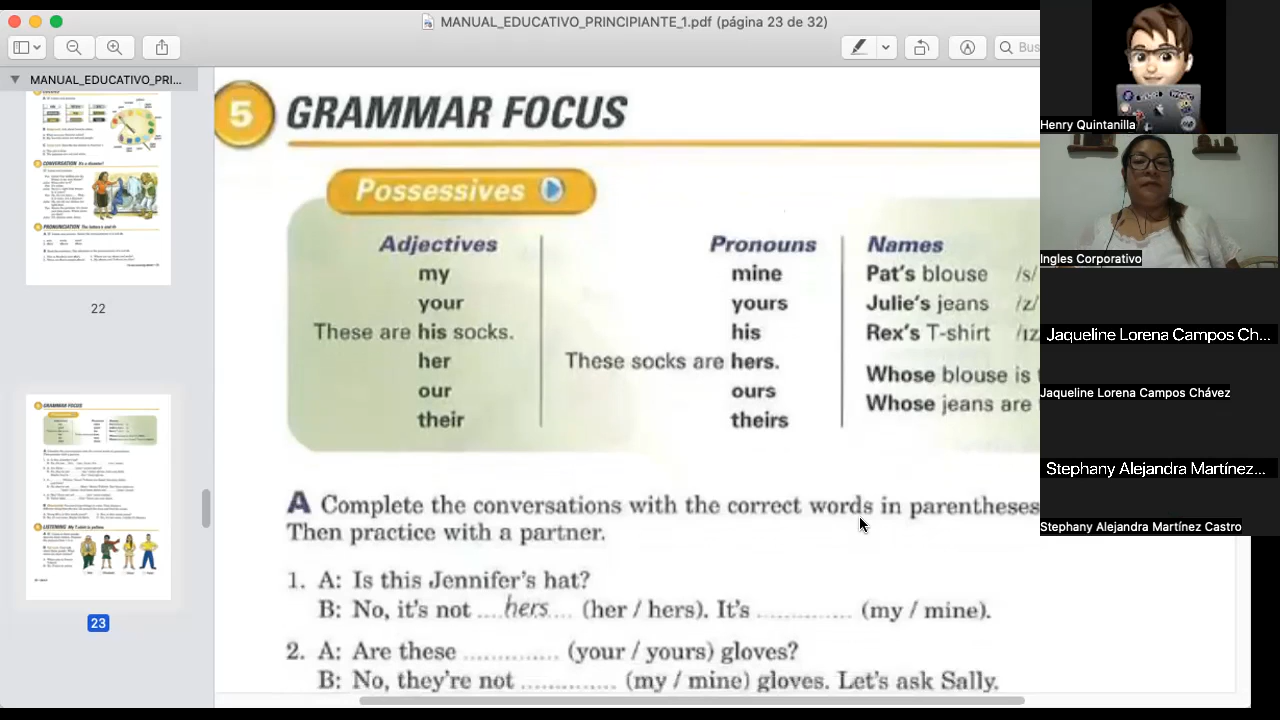 MANUAL_EDUCATIVO_PRINCIPIANTE_1.pdf (página 23 de 32)
Bus
MANUAL_EDUCATIVO_PRI...
22
23
5 GRAMMAR FOCUS
Possessives
Adjectives Pronouns Names
my mine Pat's blouse /s/
your yours Julie's jeans /z/
These are his socks. his Rex's T-shirt /ɪz
her These socks are hers.
our ours Whose blouse is
their theirs Whose jeans are
A Complete the conversations with the correct words in parentheses
Then practice with a partner.
1. A: Is this Jennifer's hat?
B: No, it's not hers (her / hers). It's ............ (my / mine).
2. A: Are these ............ (your / yours) gloves?
B: No, they're not ............ (my / mine) gloves. Let's ask Sally.
Henry Quintanilla
Ingles Corporativo
Jaqueline Lorena Campos Ch...
Jaqueline Lorena Campos Chávez
Stephany Alejandra Martínez...
Stephany Alejandra Martínez Castro